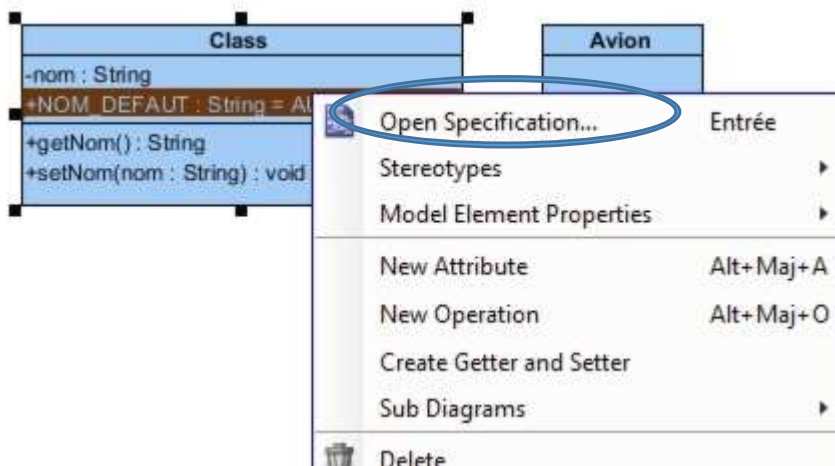 Class
-nom : String
+NOM_DEFAUT : String = AU
+getNom() : String
+setNom(nom : String) : void
Avion
Open Specification... Entrée
Stereotypes
Model Element Properties
New Attribute Alt+Maj+A
New Operation Alt+Maj+O
Create Getter and Setter
Sub Diagrams
Delete